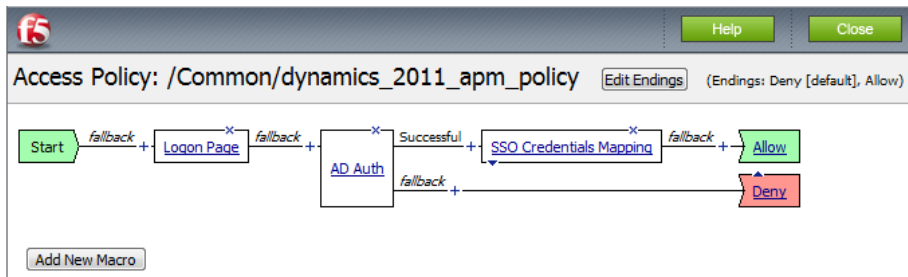 f5
Help
Close
Access Policy: /Common/dynamics_2011_apm_policy
Edit Endings
(Endings: Deny [default], Allow)
Start
fallback
+
Logon Page
×
fallback
+
AD Auth
×
Successful
+
SSO Credentials Mapping
×
fallback
+
Allow
fallback
+
Deny
Add New Macro